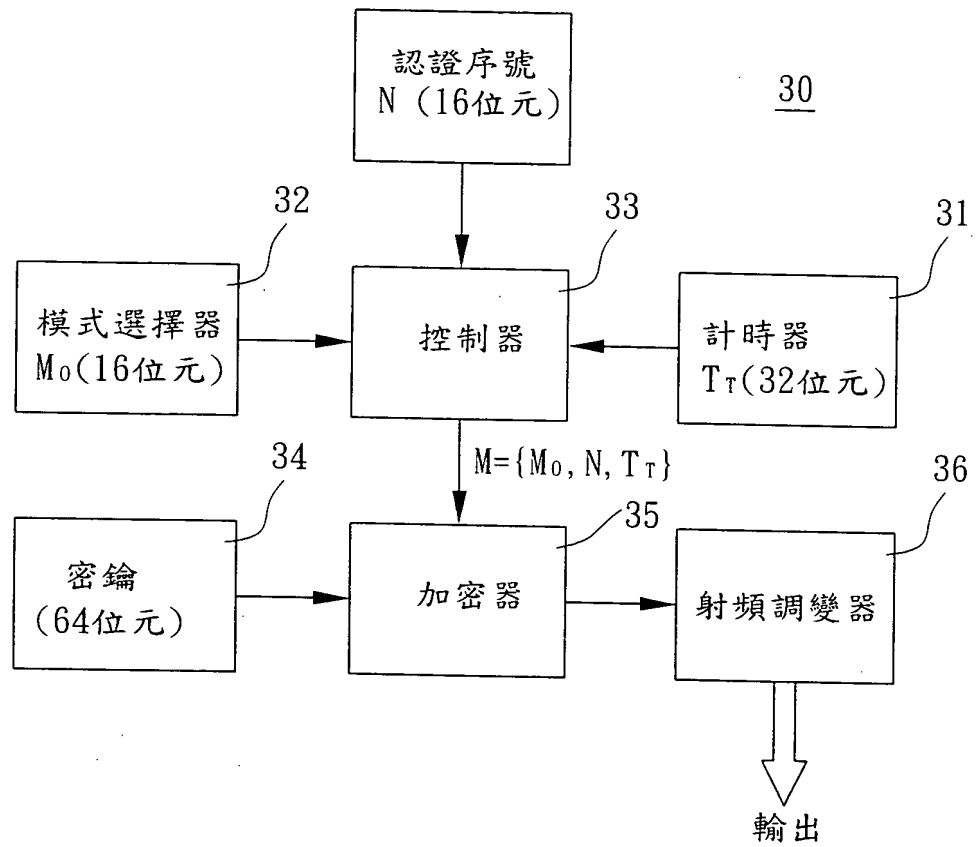 認證序號
N (16位元)
30
32
33
31
模式選擇器
M₀(16位元)
控制器
計時器
T_T(32位元)
M={M₀, N, T_T}
34
35
36
密鑰
(64位元)
加密器
射頻調變器
輸出